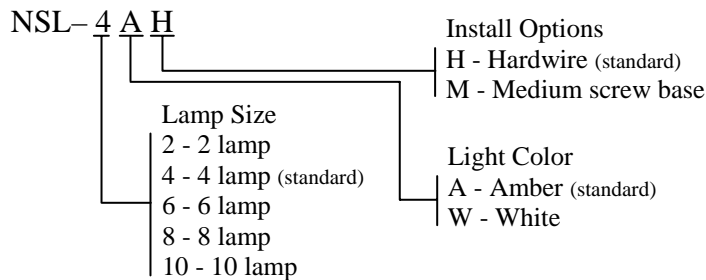 NSL–4AH
Install Options
H - Hardwire (standard)
M - Medium screw base
Lamp Size
2 - 2 lamp
4 - 4 lamp (standard)
6 - 6 lamp
8 - 8 lamp
10 - 10 lamp
Light Color
A - Amber (standard)
W - White